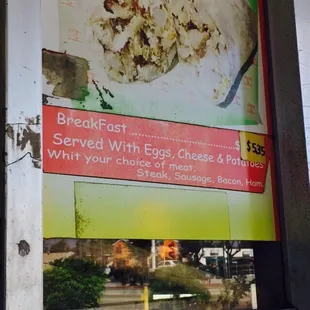 BreakFast ........................ $ $5.35
Served With Eggs, Cheese & Potatoes
Whit your choice of meat:
Steak, Sausage, Bacon, Ham.